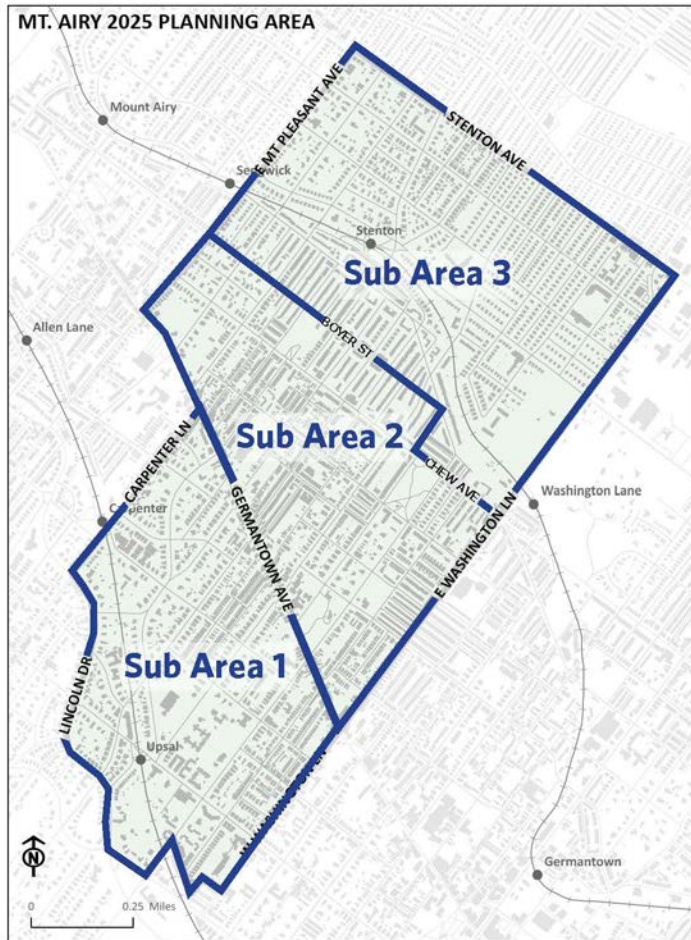 MT. AIRY 2025 PLANNING AREA
Mount Airy
E MT PLEASANT AVE
STENTON AVE
Sedgwick
Stenton
Sub Area 3
Allen Lane
BOYER ST
Sub Area 2
CARPENTER LN
CHEW AVE
Washington Lane
Carpenter
GERMANTOWN AVE
E WASHINGTON LN
Sub Area 1
LINCOLN DR
Upsal
W WASHINGTON LN
N
Germantown
0 0.25 Miles